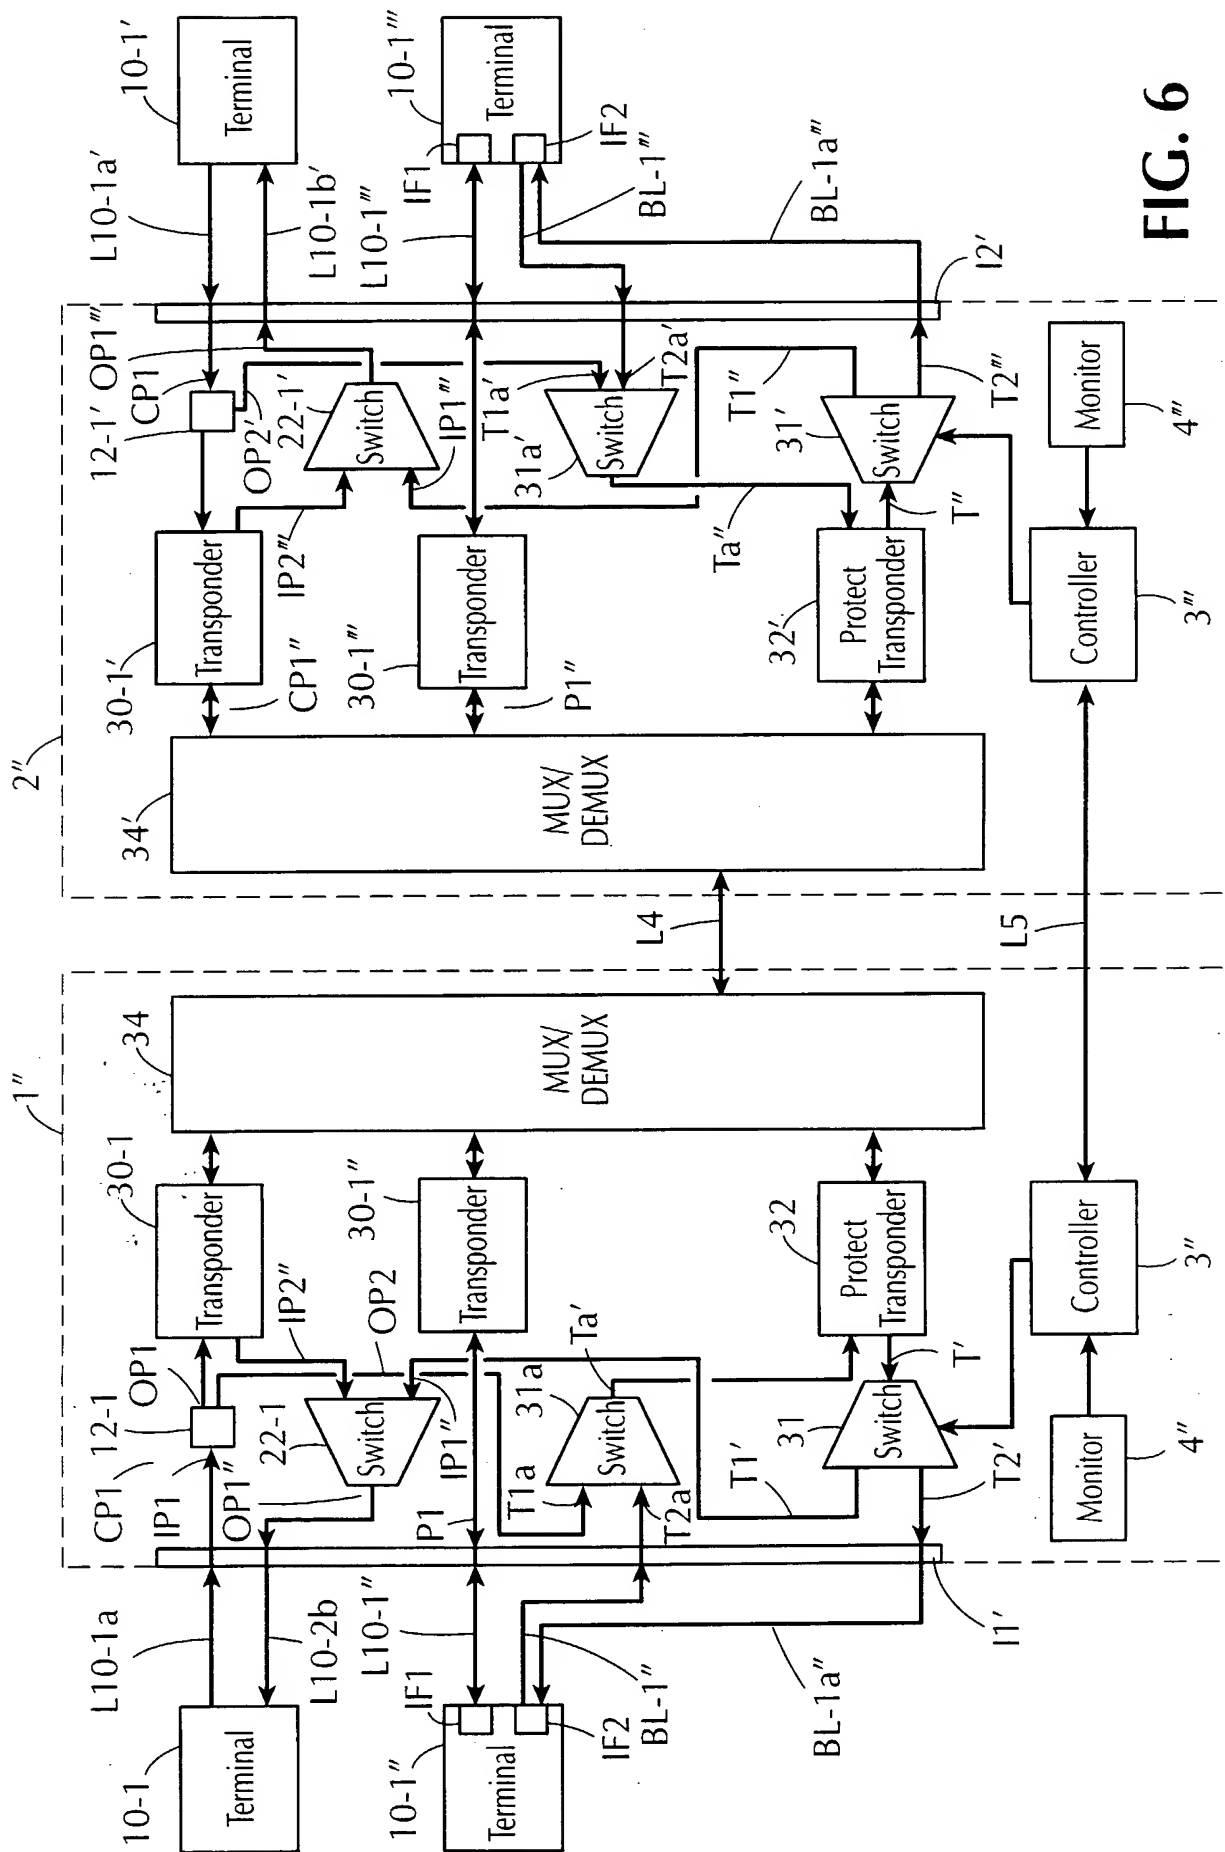 FIG. 6
1″
2″
10-1
Terminal
L10-1a
L10-2b
CP1
IP1
12-1
OP1
OP1″
22-1
Switch
IP2″
OP2
IP1″
30-1
Transponder
34
MUX/
DEMUX
10-1″
Terminal
IF1
IF2
L10-1″
BL-1″
BL-1a″
P1
T1a
T2a
31a
Switch
Ta′
30-1″
Transponder
32
Protect
Transponder
T′
31
Switch
T1′
T2′
I1′
Monitor
4″
Controller
3″
L4
L5
34′
MUX/
DEMUX
30-1′
Transponder
CP1″
12-1′
CP1
OP2′
22-1′
Switch
OP1‴
IP2‴
IP1‴
L10-1a′
L10-1b′
10-1′
Terminal
30-1‴
Transponder
P1″
T1a′
T2a′
31a′
Switch
Ta″
L10-1‴
IF1
IF2
10-1‴
Terminal
BL-1‴
BL-1a‴
32′
Protect
Transponder
T″
31′
Switch
T1″
T2‴
I2′
Controller
3‴
Monitor
4‴